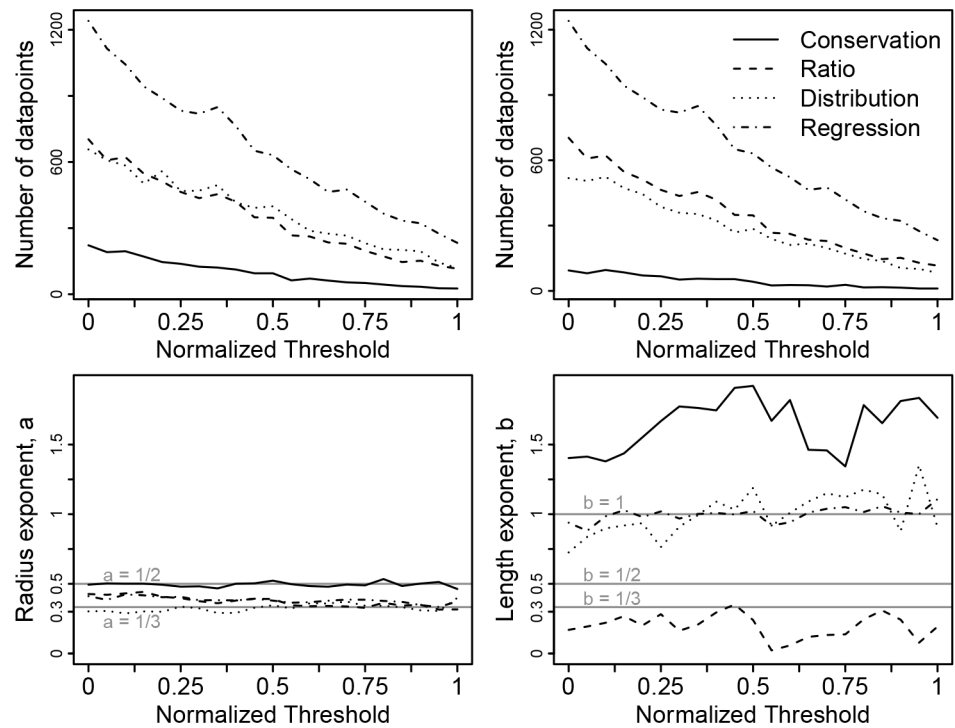 Number of datapoints
0 600 1200
0 0.25 0.5 0.75 1
Normalized Threshold
Number of datapoints
0 600 1200
Conservation
Ratio
Distribution
Regression
0 0.25 0.5 0.75 1
Normalized Threshold
Radius exponent, a
0 0.3 0.5 1 1.5
a = 1/2
a = 1/3
0 0.25 0.5 0.75 1
Normalized Threshold
Length exponent, b
0 0.3 0.5 1 1.5
b = 1
b = 1/2
b = 1/3
0 0.25 0.5 0.75 1
Normalized Threshold